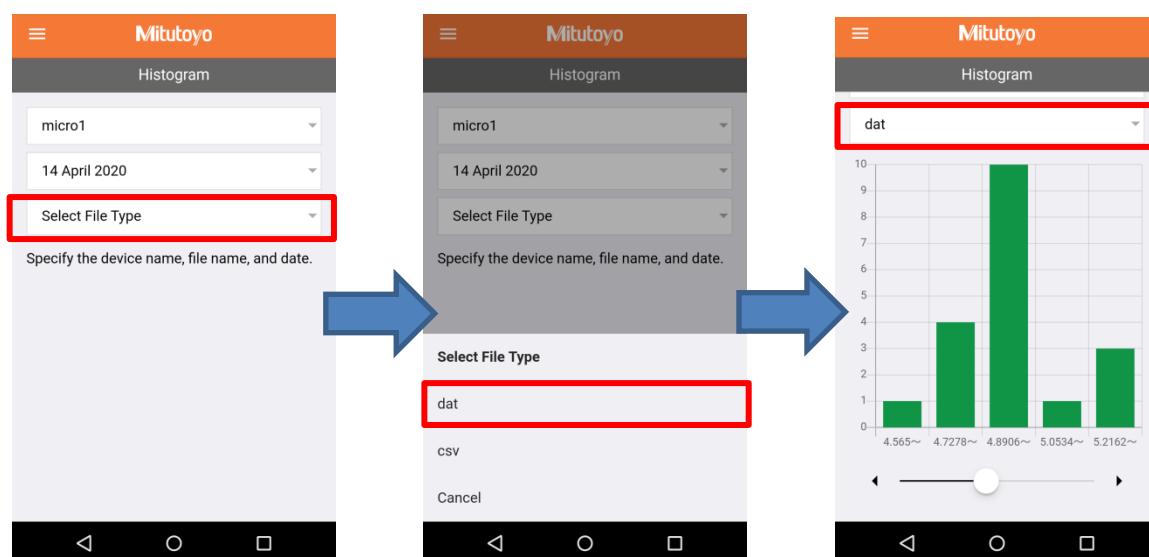 Mitutoyo
Histogram
micro1
14 April 2020
Select File Type
Specify the device name, file name, and date.
Mitutoyo
Histogram
micro1
14 April 2020
Select File Type
Specify the device name, file name, and date.
Select File Type
dat
csv
Cancel
Mitutoyo
Histogram
dat
10
9
8
7
6
5
4
3
2
1
0
4.565~ 4.7278~ 4.8906~ 5.0534~ 5.2162~